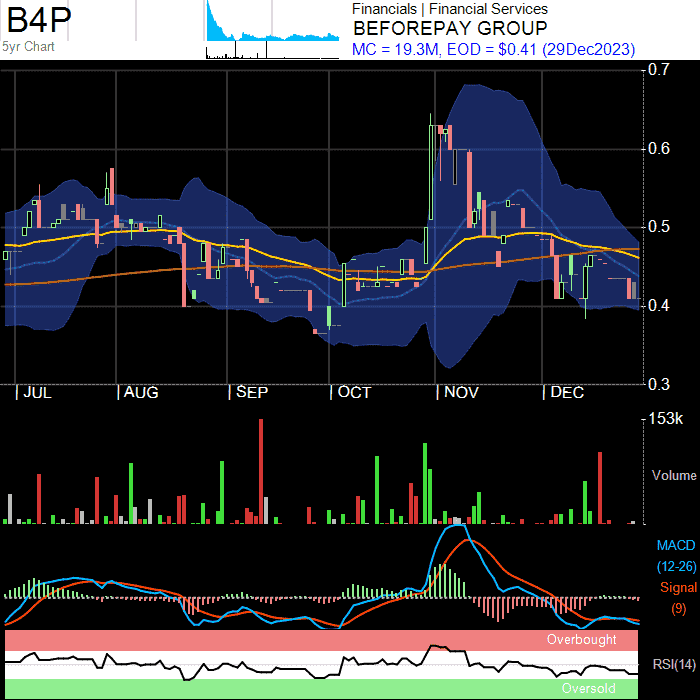 B4P
5yr Chart
Financials | Financial Services
BEFOREPAY GROUP
MC = 19.3M, EOD = $0.41 (29Dec2023)
0.7
0.6
0.5
0.4
0.3
JUL AUG SEP OCT NOV DEC
153k
Volume
MACD
(12-26)
Signal
(9)
Overbought
RSI(14)
Oversold